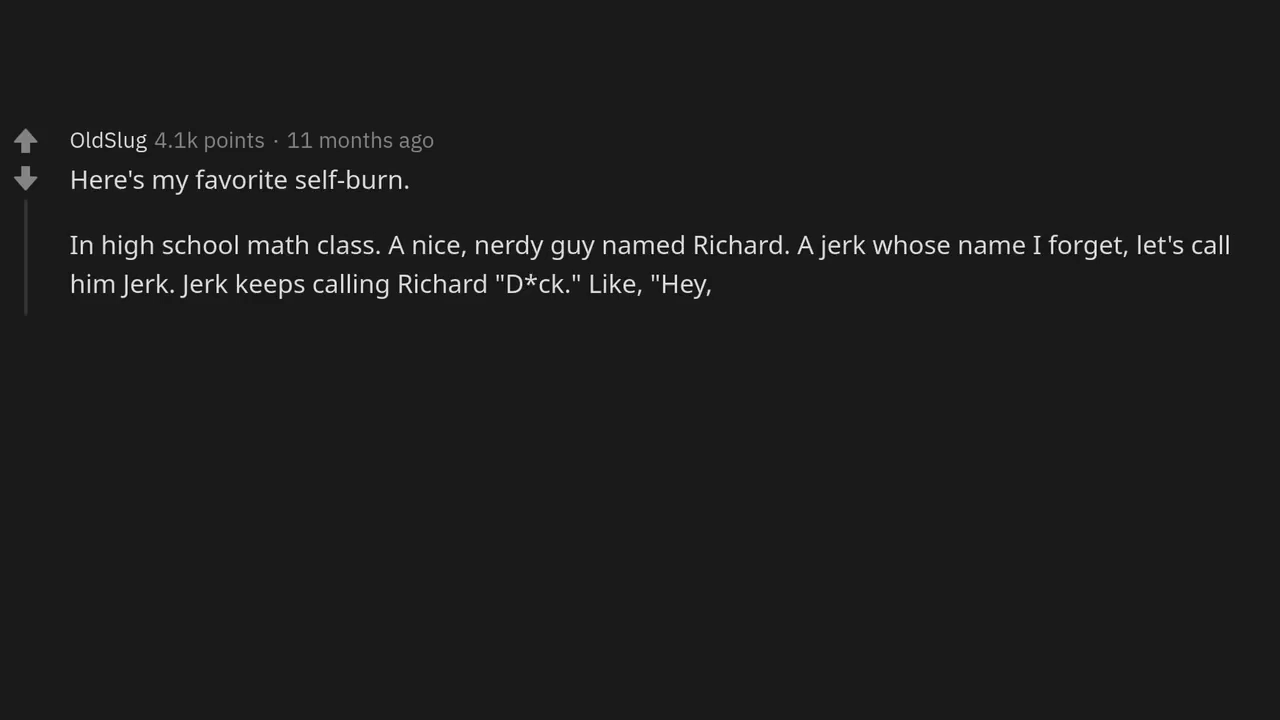 OldSlug 4.1k points · 11 months ago
Here's my favorite self-burn.
In high school math class. A nice, nerdy guy named Richard. A jerk whose name I forget, let's call
him Jerk. Jerk keeps calling Richard "D*ck." Like, "Hey,